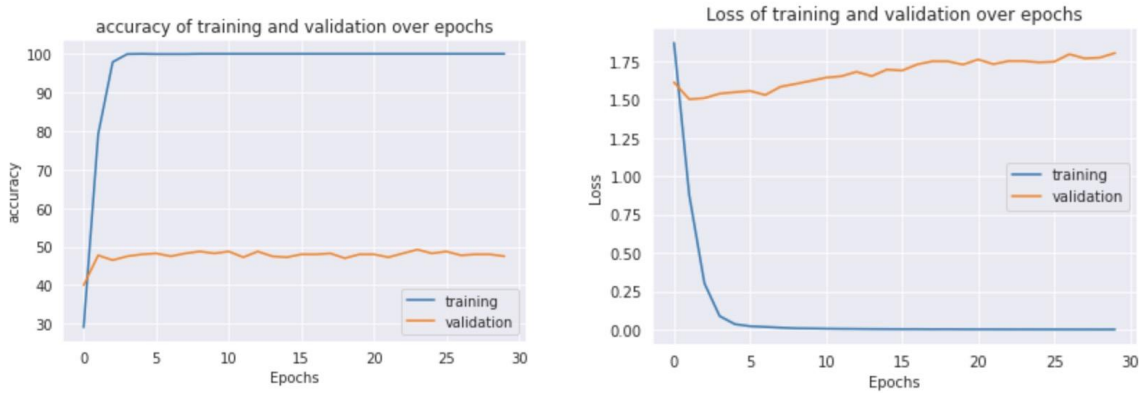 accuracy of training and validation over epochs
100
90
80
70
60
50
40
30
accuracy
training
validation
0 5 10 15 20 25 30
Epochs
Loss of training and validation over epochs
1.75
1.50
1.25
1.00
0.75
0.50
0.25
0.00
Loss
training
validation
0 5 10 15 20 25 30
Epochs